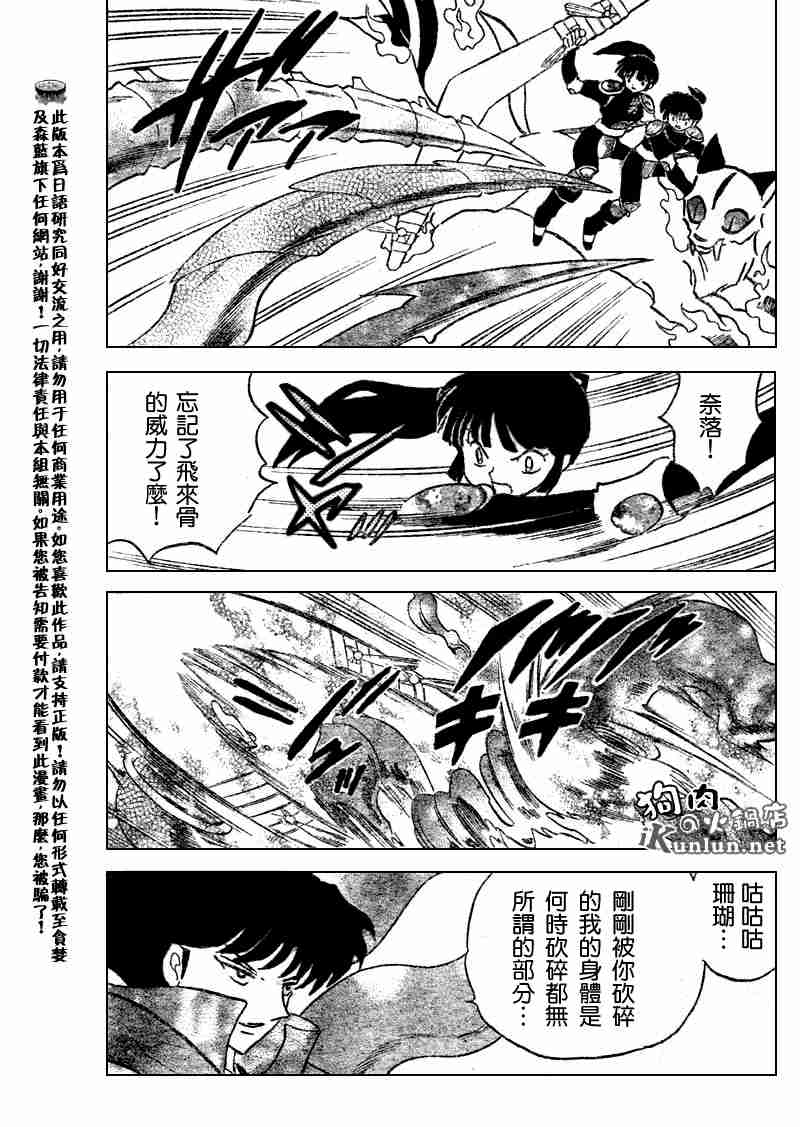 此版本爲日語研究同好交流之用，請勿用于任何商業用途。如您喜歡此作品，請支持正版！請勿以任何形式轉載至貪婪
及森藍旗下任何網站，謝謝！一切法律責任與本組無關。如果您被告知需要付款才能看到此漫畫，那麼，您被騙了！
奈落！
忘記了飛來骨
的威力了麼！
ギギギ
狗肉
の火鍋店
iKunlun.net
咕咕咕
珊瑚…
剛剛被你砍碎
的我的身體是
何時砍碎都無
所謂的部分…